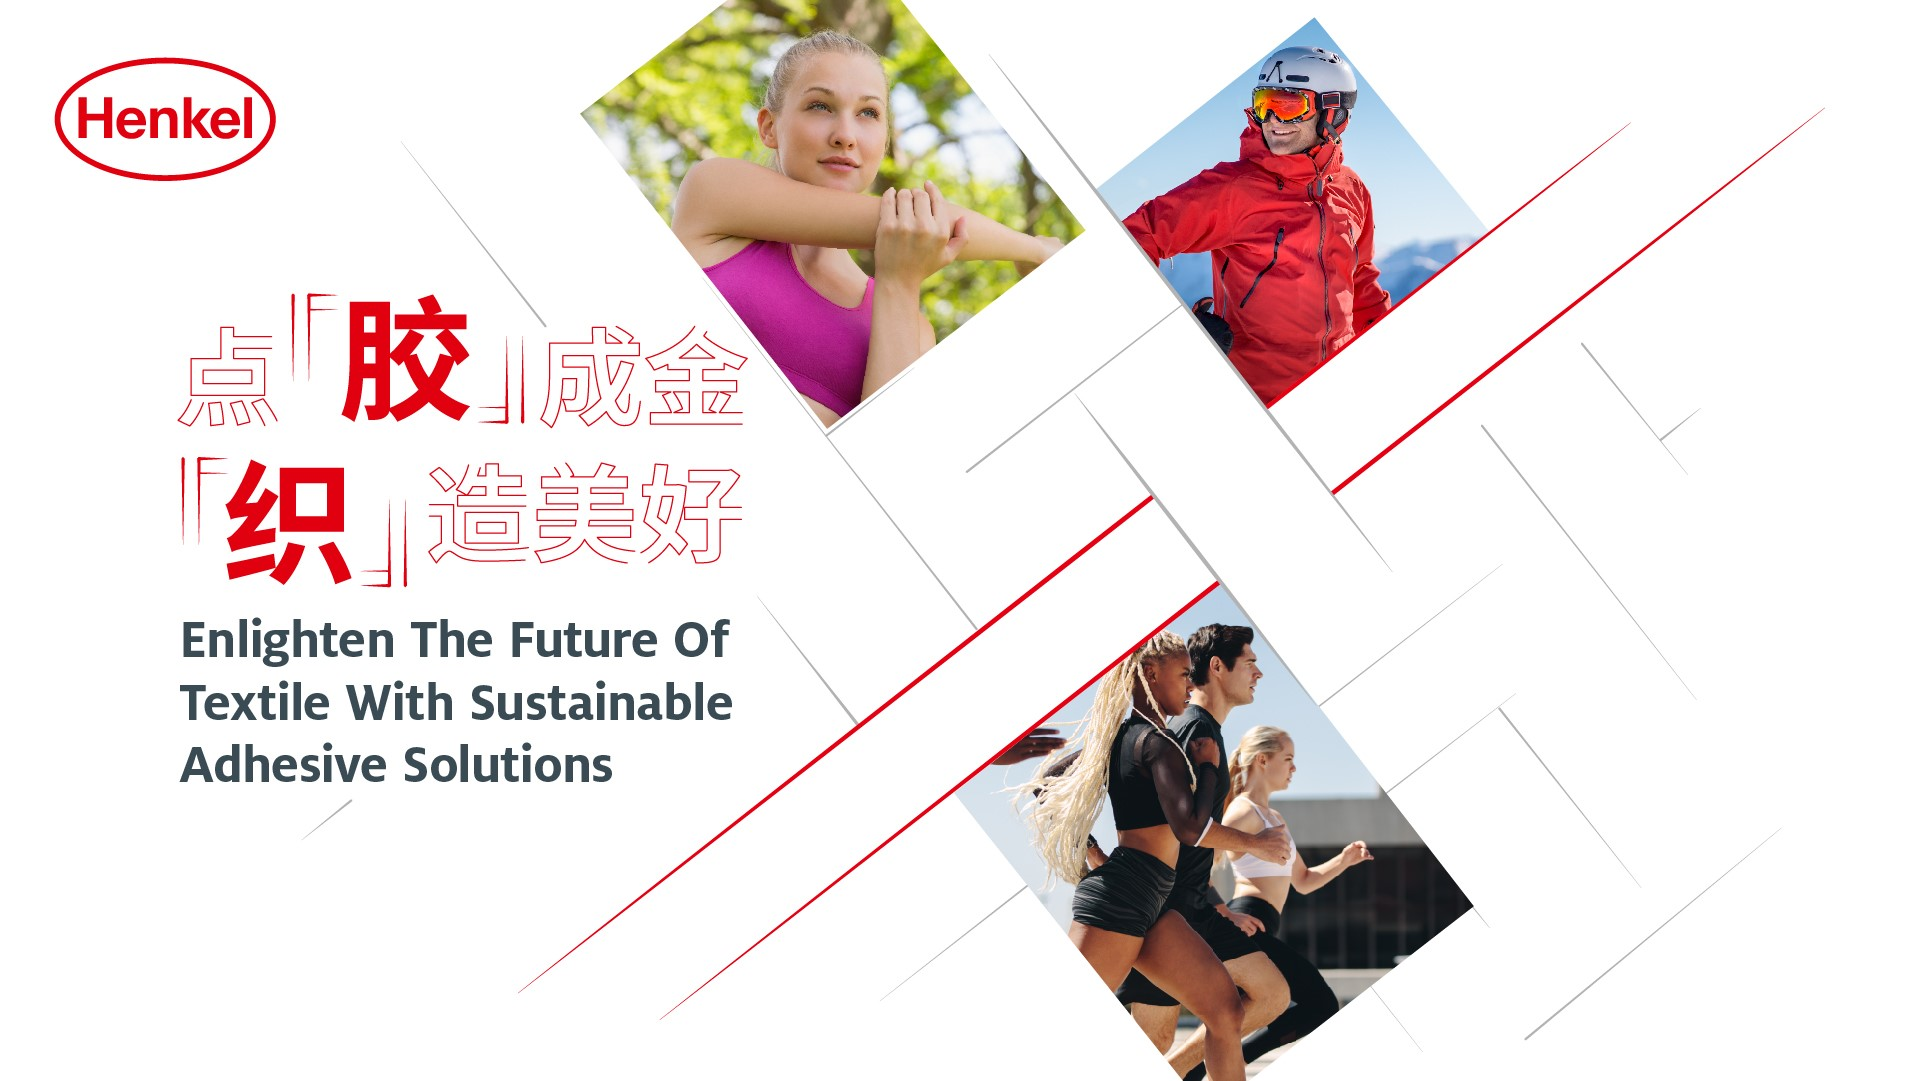 Henkel
点「胶」成金
「织」造美好
Enlighten The Future Of
Textile With Sustainable
Adhesive Solutions